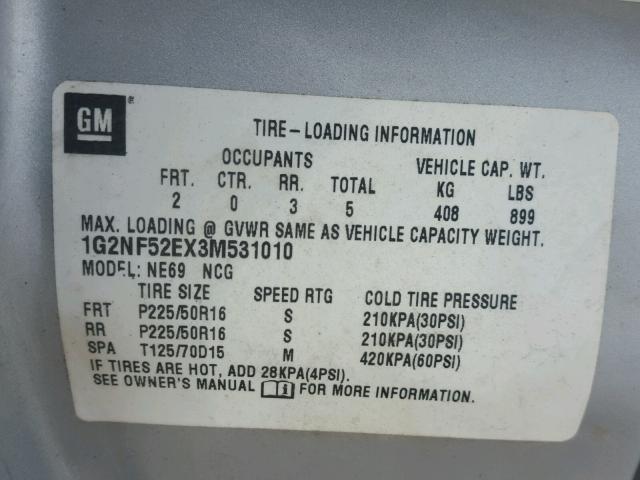 GM ®
TIRE-LOADING INFORMATION
OCCUPANTS VEHICLE CAP. WT.
FRT. CTR. RR. TOTAL KG LBS
2 0 3 5 408 899
MAX. LOADING @ GVWR SAME AS VEHICLE CAPACITY WEIGHT.
1G2NF52EX3M531010
MODEL: NE69 NCG
TIRE SIZE SPEED RTG COLD TIRE PRESSURE
FRT P225/50R16 S 210KPA(30PSI)
RR P225/50R16 S 210KPA(30PSI)
SPA T125/70D15 M 420KPA(60PSI)
IF TIRES ARE HOT, ADD 28KPA(4PSI).
SEE OWNER'S MANUAL i FOR MORE INFORMATION.